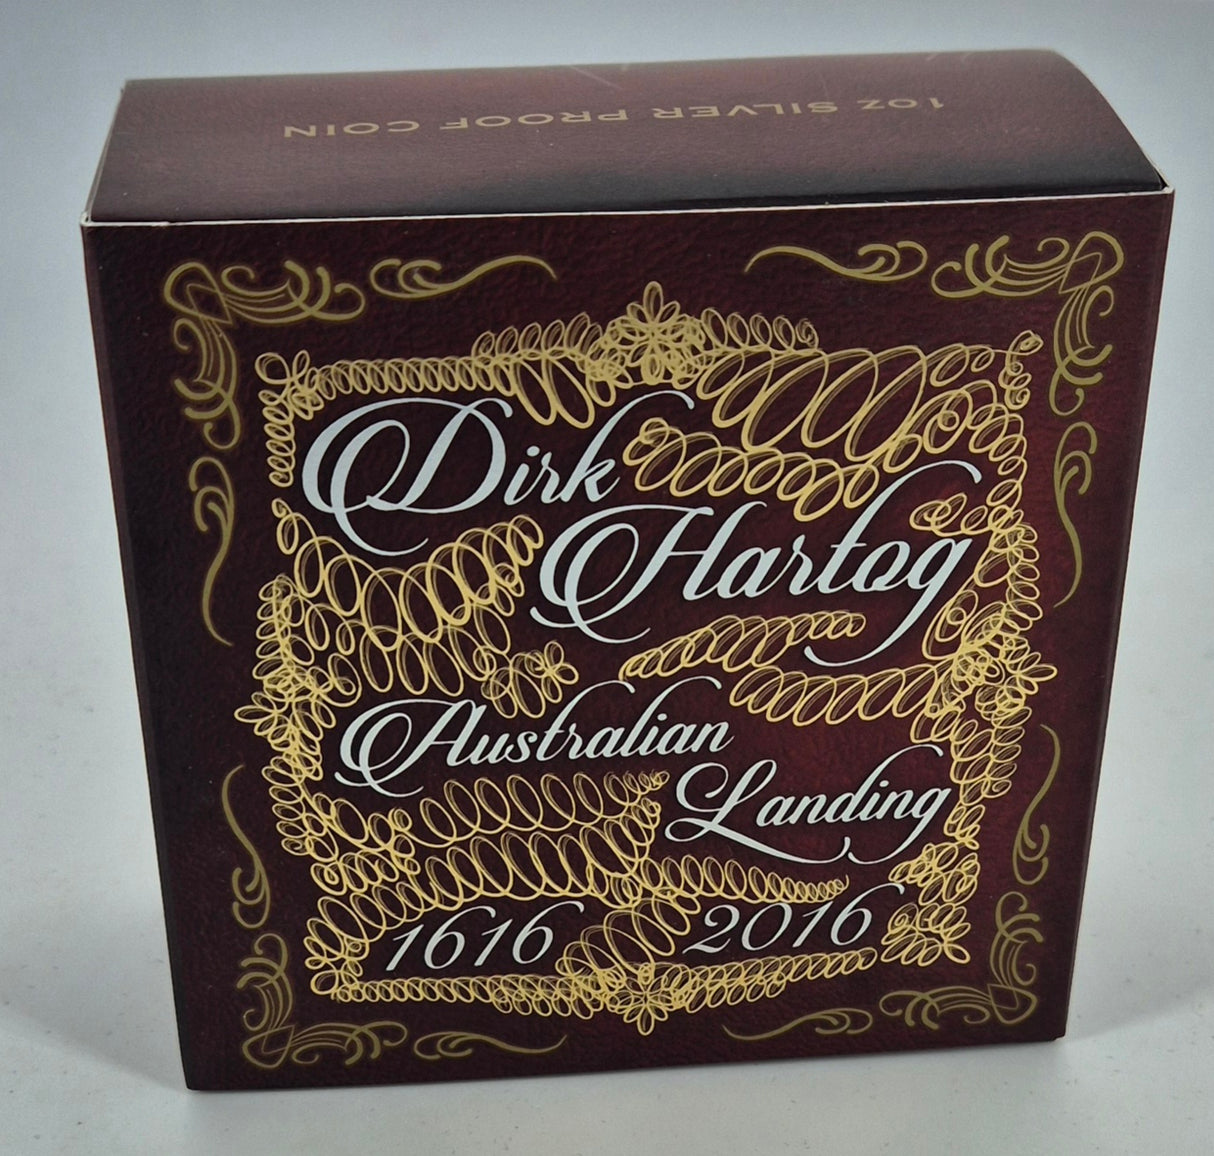 1oz SILVER PROOF COIN
Dirk
Hartog
Australian
Landing
1616 2016